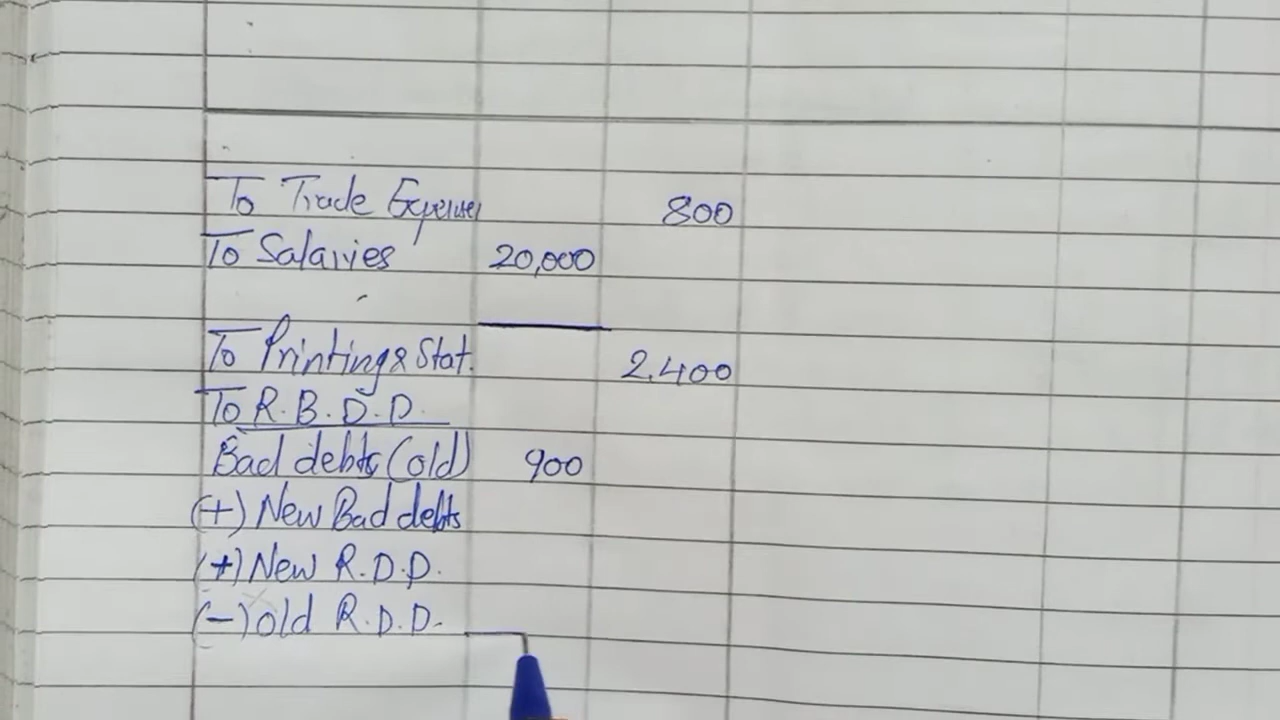 To Trade Expenses 800
To Salaries 20,000
To Printing & Stat. 2,400
To R.B.D.D.
Bad debts (old) 900
(+) New Bad debts
(+) New R.D.D.
(-) old R.D.D.